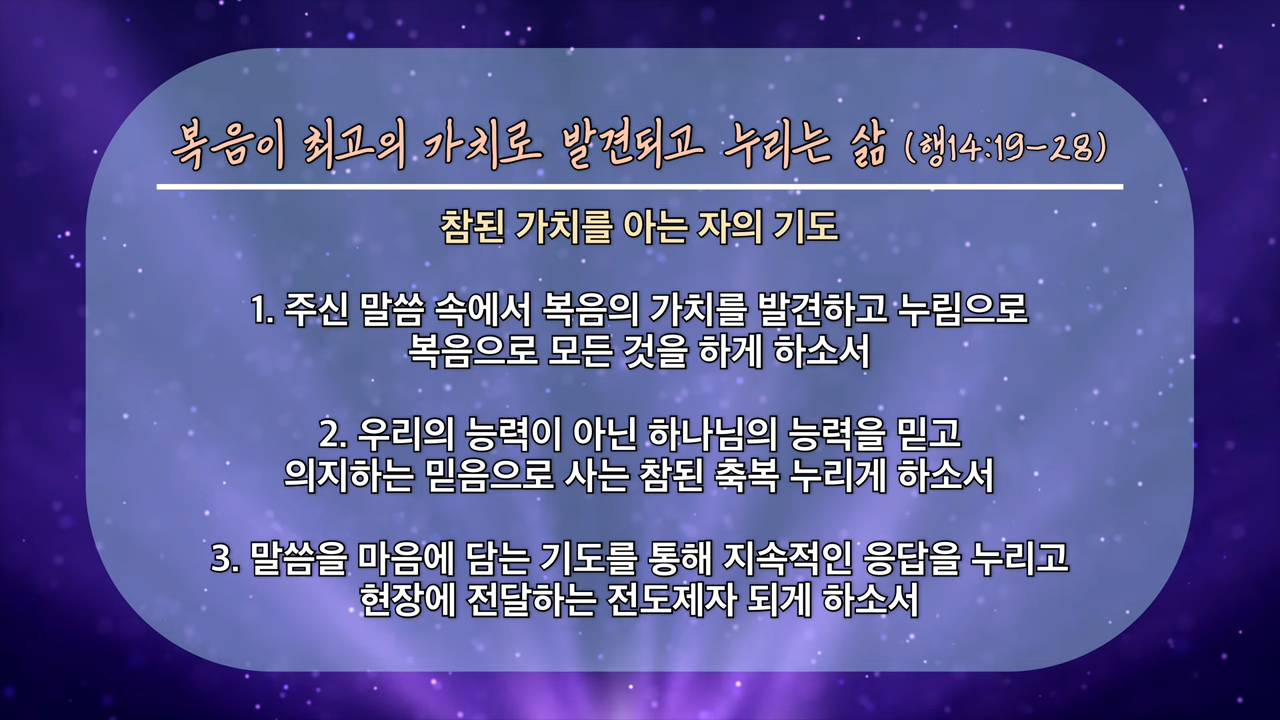 복음이 최고의 가치로 발견되고 누리는 삶 (행14:19-28)
참된 가치를 아는 자의 기도
1. 주신 말씀 속에서 복음의 가치를 발견하고 누림으로
복음으로 모든 것을 하게 하소서
2. 우리의 능력이 아닌 하나님의 능력을 믿고
의지하는 믿음으로 사는 참된 축복 누리게 하소서
3. 말씀을 마음에 담는 기도를 통해 지속적인 응답을 누리고
현장에 전달하는 전도제자 되게 하소서